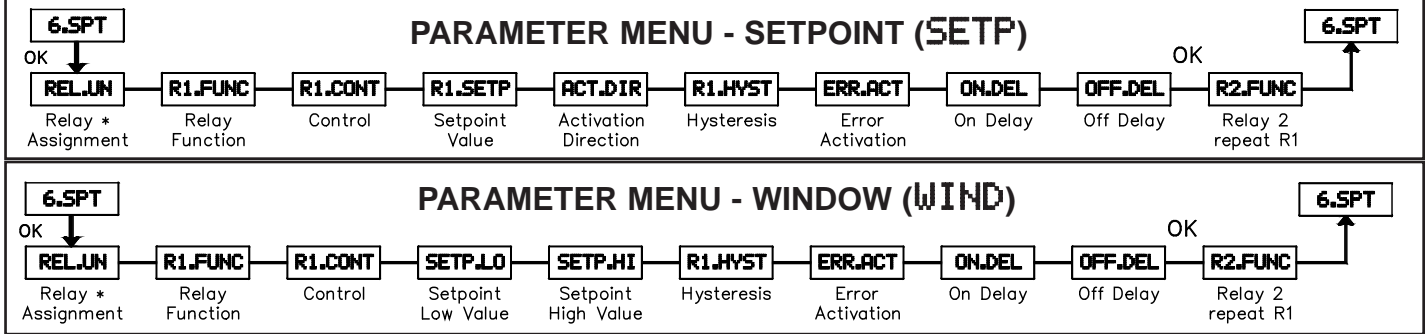 6.SPT
PARAMETER MENU - SETPOINT (SETP)
6.SPT
OK
OK
REL.UN R1.FUNC R1.CONT R1.SETP ACT.DIR R1.HYST ERR.ACT ON.DEL OFF.DEL R2.FUNC
Relay * Relay Control Setpoint Activation Hysteresis Error On Delay Off Delay Relay 2
Assignment Function Value Direction Activation repeat R1
6.SPT
PARAMETER MENU - WINDOW (WIND)
6.SPT
OK
OK
REL.UN R1.FUNC R1.CONT SETP.LO SETP.HI R1.HYST ERR.ACT ON.DEL OFF.DEL R2.FUNC
Relay * Relay Control Setpoint Setpoint Hysteresis Error On Delay Off Delay Relay 2
Assignment Function Low Value High Value Activation repeat R1